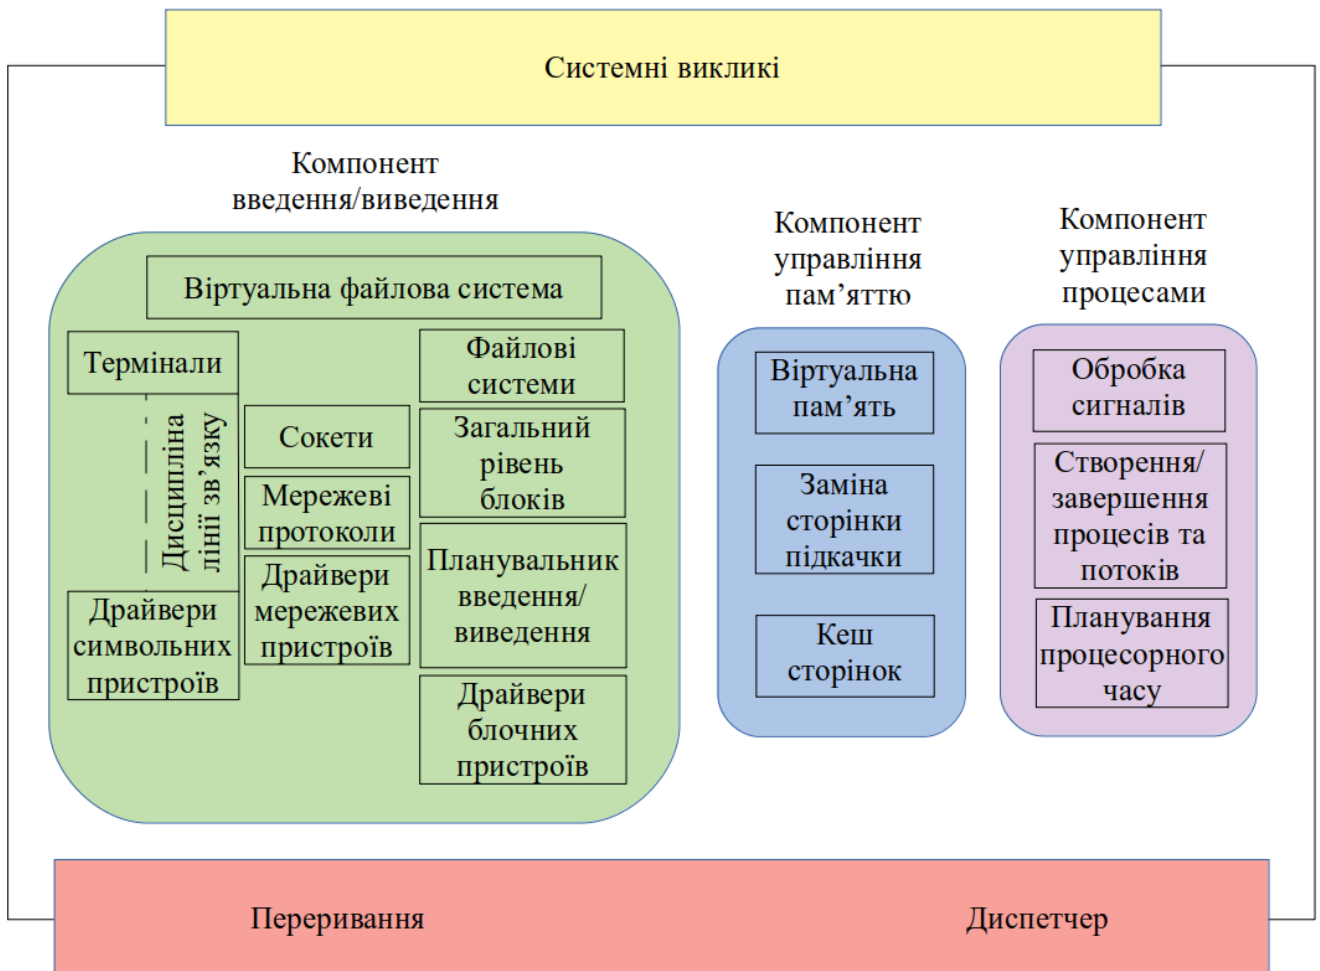 Системні викликі
Компонент
введення/виведення
Віртуальна файлова система
Термінали
Дисципліна
лінії зв’язку
Драйвери
символьних
пристроїв
Сокети
Мережеві
протоколи
Драйвери
мережевих
пристроїв
Файлові
системи
Загальний
рівень
блоків
Планувальник
введення/
виведення
Драйвери
блочних
пристроїв
Компонент
управління
пам’яттю
Віртуальна
пам’ять
Заміна
сторінки
підкачки
Кеш
сторінок
Компонент
управління
процесами
Обробка
сигналів
Створення/
завершення
процесів та
потоків
Планування
процесорного
часу
Переривання
Диспетчер